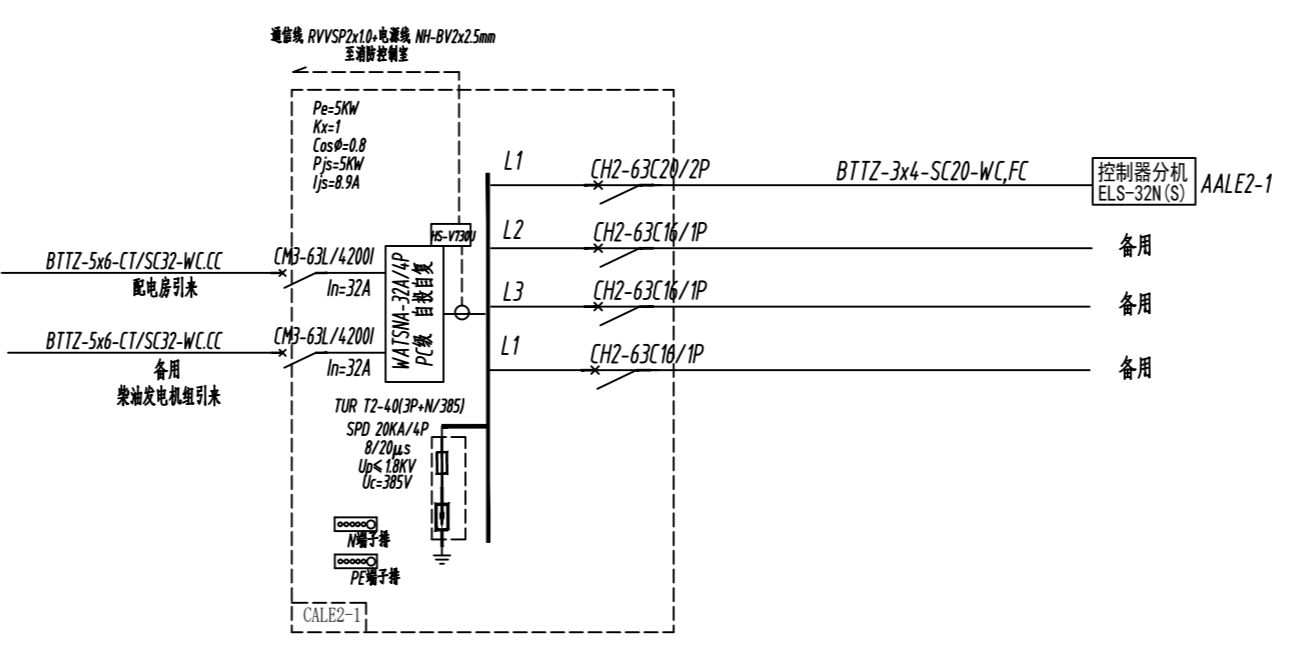 通信线 RVVSP2x1.0+电源线 NH-BV2x2.5mm
至消防控制室
Pe=5KW
Kx=1
CosΦ=0.8
Pjs=5KW
Ijs=8.9A
HS-V730U
BTTZ-5x6-CT/SC32-WC.CC
配电房引来
CM3-63L/4200I
In=32A
BTTZ-5x6-CT/SC32-WC.CC
备用
柴油发电机组引来
CM3-63L/4200I
In=32A
WATSNA-32A/4P
PC级 自投自复
L1
CH2-63C20/2P
BTTZ-3x4-SC20-WC,FC
控制器分机
ELS-32N(S)
AALE2-1
L2
CH2-63C16/1P
备用
L3
CH2-63C16/1P
备用
L1
CH2-63C16/1P
备用
TUR T2-40(3P+N/385)
SPD 20KA/4P
8/20μs
Up≤1.8KV
Uc=385V
N端子排
PE端子排
CALE2-1